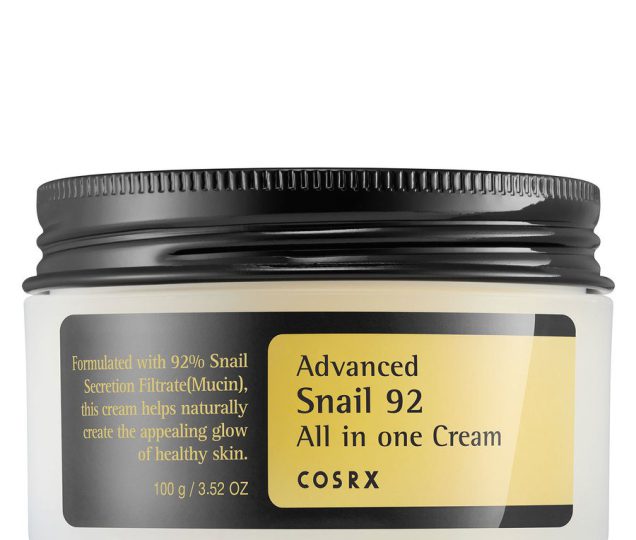 Formulated with 92% Snail
Secretion Filtrate(Mucin),
this cream helps naturally
create the appealing glow
of healthy skin.
100 g / 3.52 OZ
Advanced
Snail 92
All in one Cream
COSRX